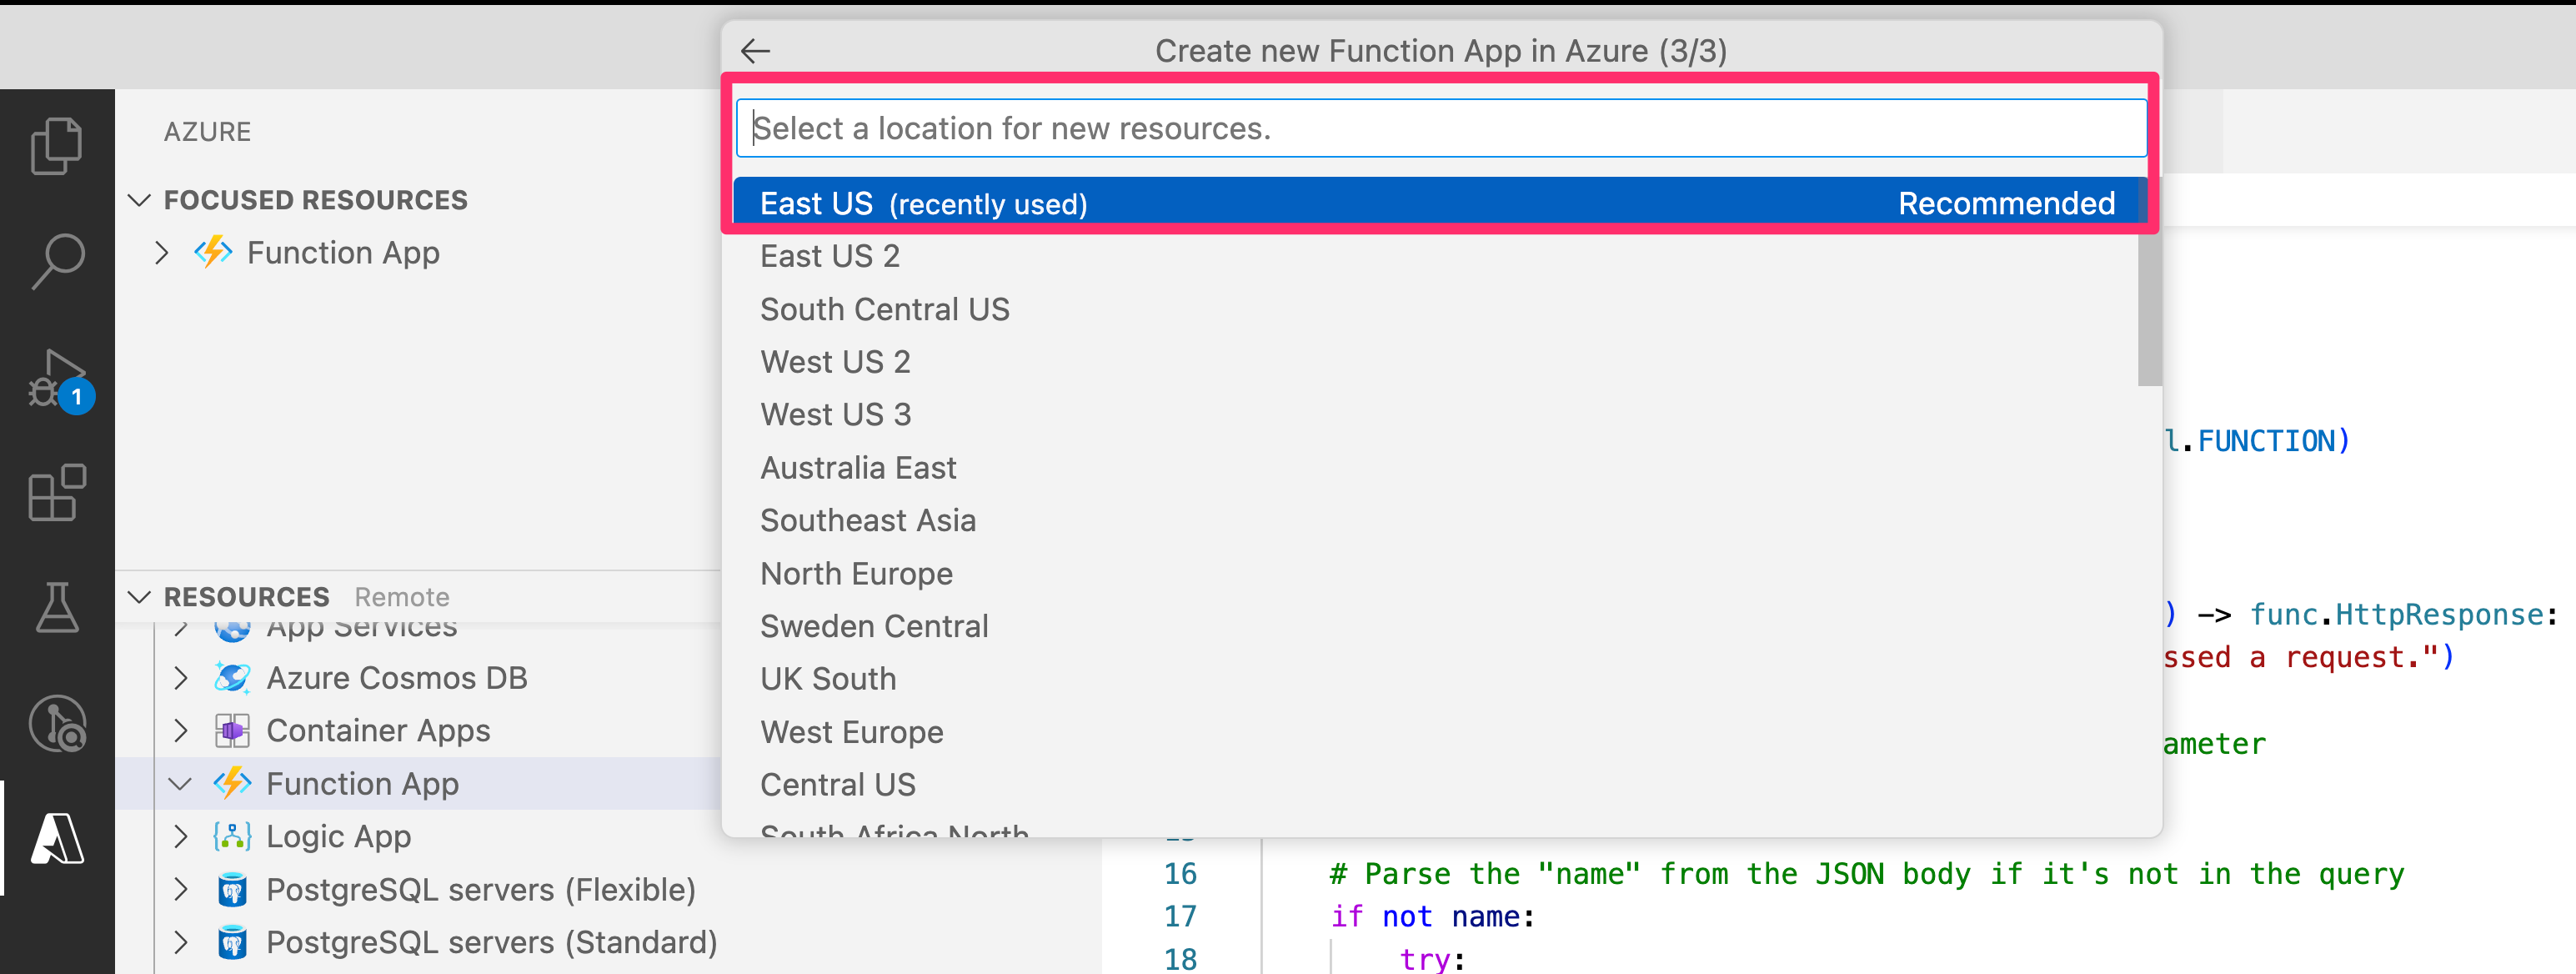 Create new Function App in Azure (3/3)
Select a location for new resources.
East US (recently used) Recommended
East US 2
South Central US
West US 2
West US 3
Australia East
Southeast Asia
North Europe
Sweden Central
UK South
West Europe
Central US
South Africa North
AZURE
FOCUSED RESOURCES
Function App
1
RESOURCES Remote
App Services
Azure Cosmos DB
Container Apps
Function App
Logic App
PostgreSQL servers (Flexible)
PostgreSQL servers (Standard)
l.FUNCTION)
) -> func.HttpResponse:
ssed a request.")
ameter
16 # Parse the "name" from the JSON body if it's not in the query
17 if not name:
18 try: